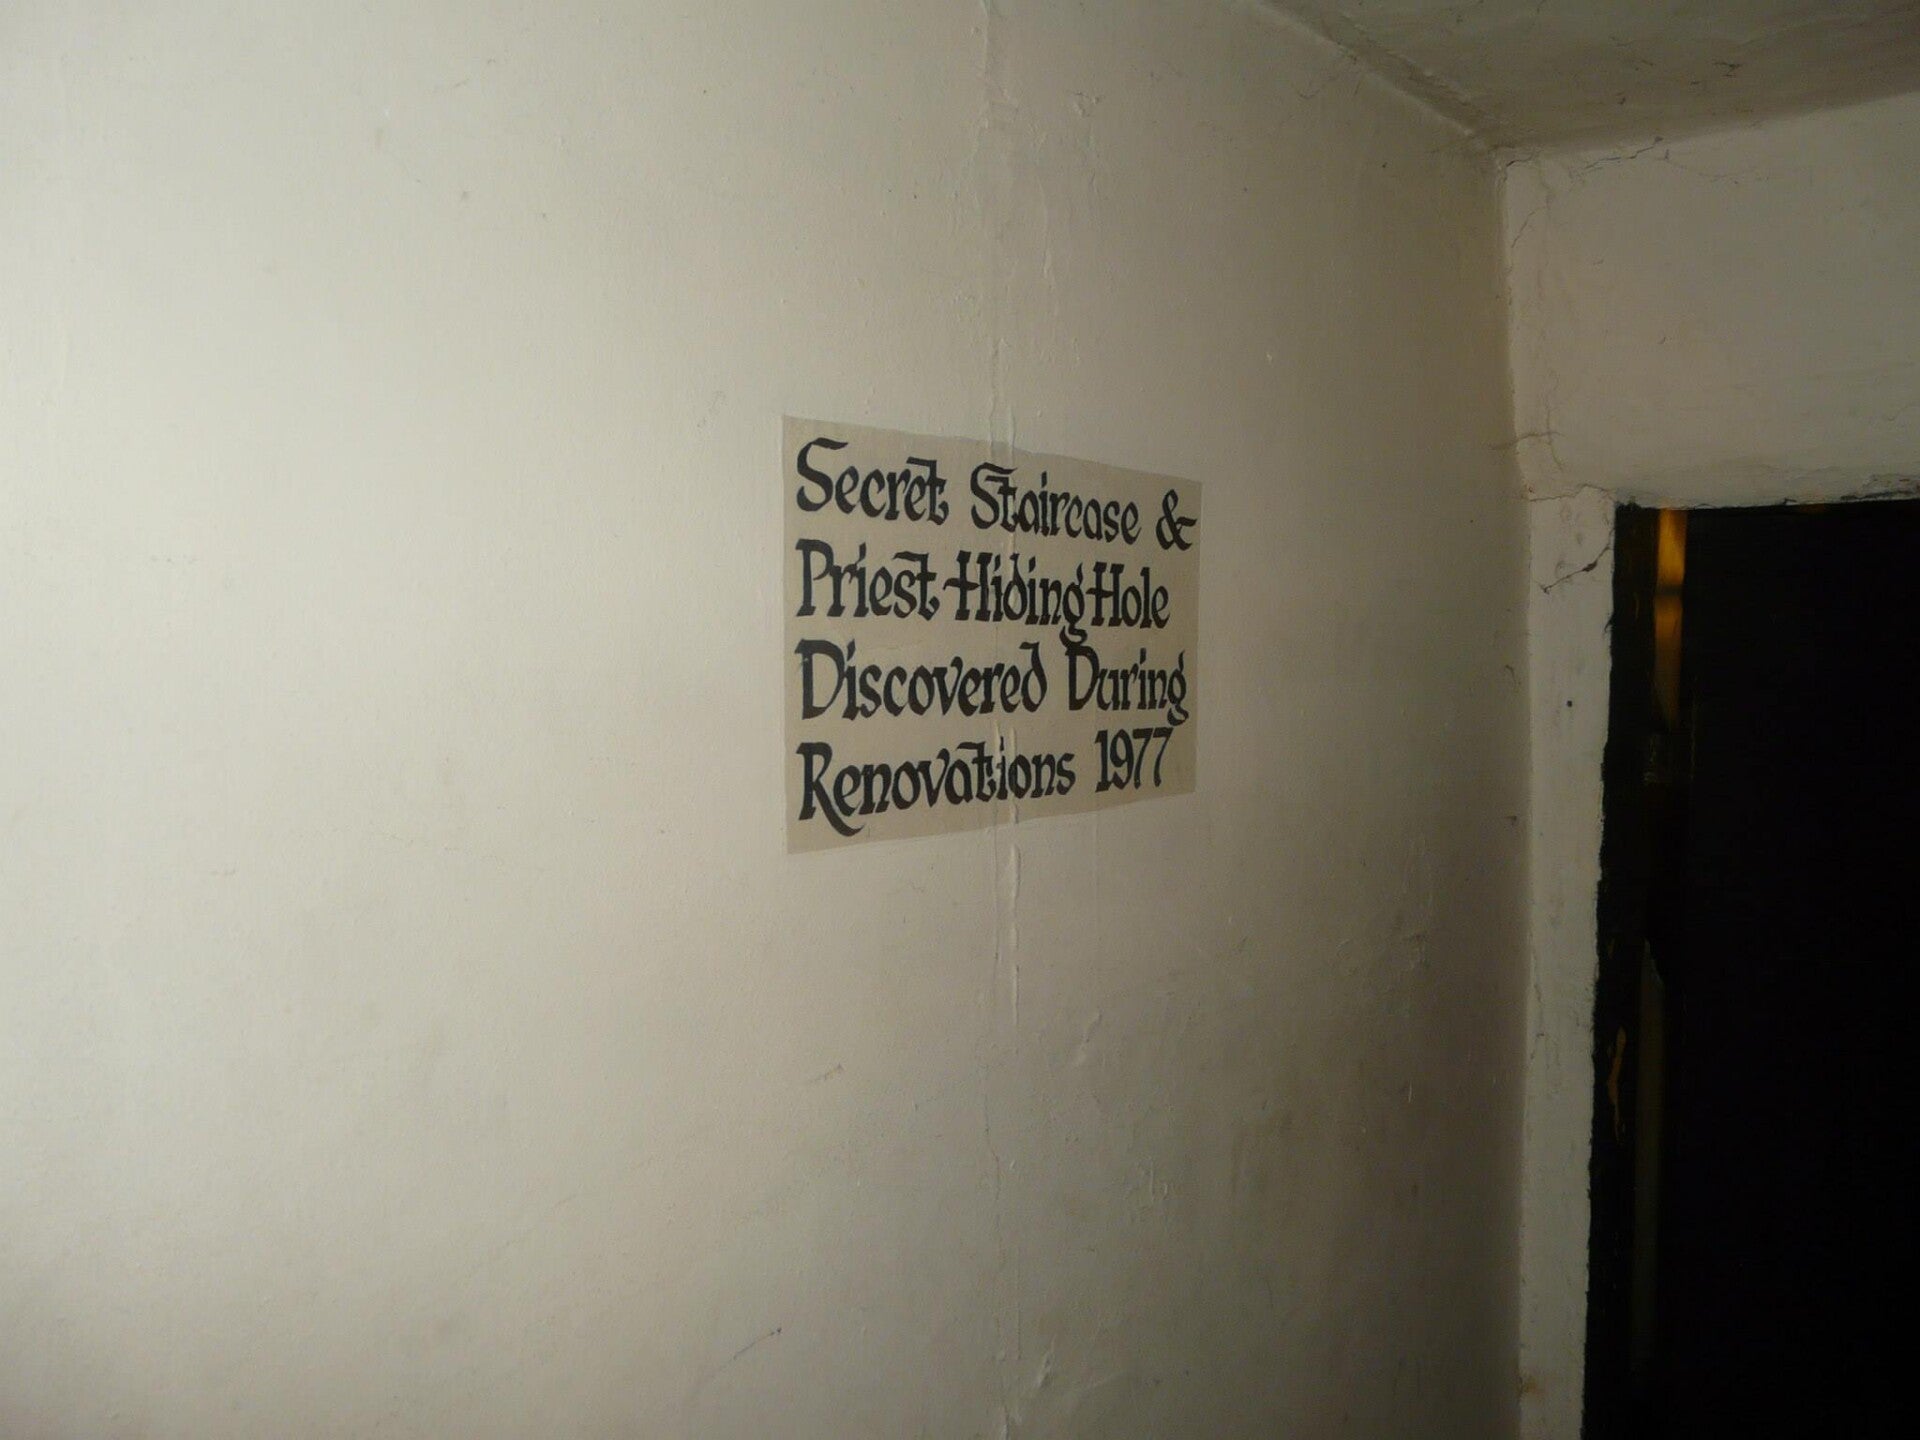 Secret Staircase &
Priest Hiding Hole
Discovered During
Renovations 1977